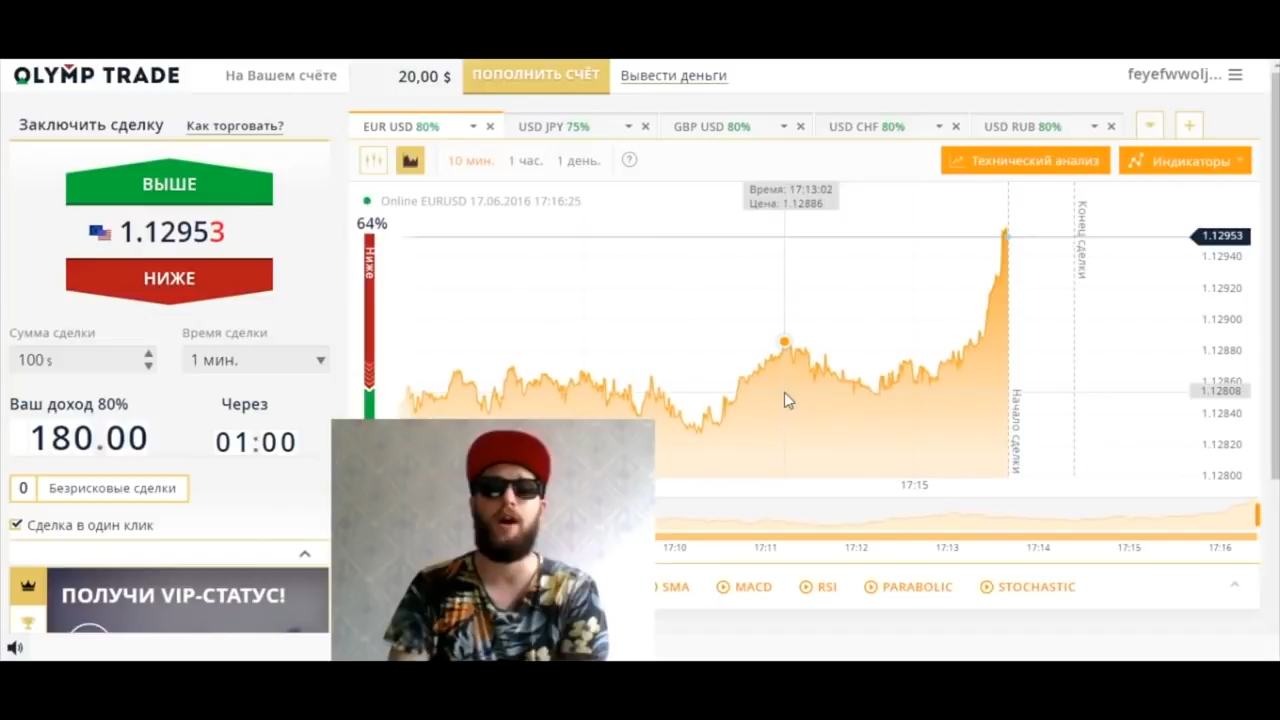 OLYMP TRADE
На Вашем счёте
20,00 $
ПОПОЛНИТЬ СЧЁТ
Вывести деньги
feyefwwolj...
Заключить сделку
Как торговать?
EUR USD 80%
USD JPY 75%
GBP USD 80%
USD CHF 80%
USD RUB 80%
ВЫШЕ
1.12953
НИЖЕ
10 мин.
1 час.
1 день.
?
Технический анализ
Индикаторы
Online EURUSD 17.06.2016 17:16:25
Время: 17:13:02
Цена: 1.12886
64%
Ниже
Начало сделки
Конец сделки
1.12953
1.12940
1.12920
1.12900
1.12880
1.12860
1.12808
1.12840
1.12820
1.12800
17:15
Сумма сделки
Время сделки
100 $
1 мин.
Ваш доход 80%
Через
180.00
01:00
0
Безрисковые сделки
Сделка в один клик
ПОЛУЧИ VIP-СТАТУС!
17:10
17:11
17:12
17:13
17:14
17:15
17:16
SMA
MACD
RSI
PARABOLIC
STOCHASTIC